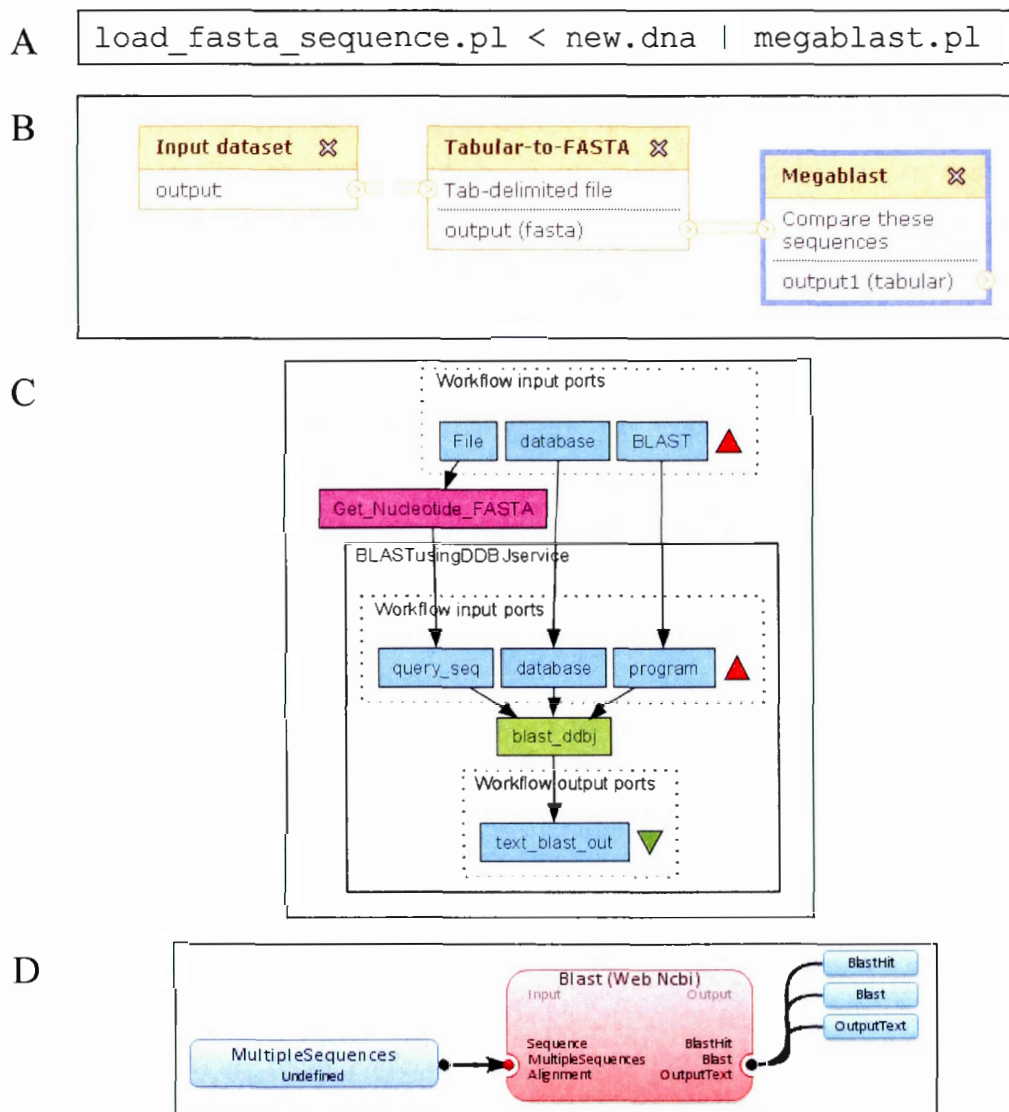 A
load_fasta_sequence.pl < new.dna | megablast.pl
B
Input dataset
output
Tabular-to-FASTA
Tab-delimited file
output (fasta)
Megablast
Compare these
sequences
output1 (tabular)
C
Workflow input ports
File database BLAST
Get_Nucleotide_FASTA
BLASTusingDDBJservice
Workflow input ports
query_seq database program
blast_ddbj
Workflow output ports
text_blast_out
D
MultipleSequences
Undefined
Blast (Web Ncbi)
Input Output
Sequence BlastHit
MultipleSequences Blast
Alignment OutputText
BlastHit
Blast
OutputText